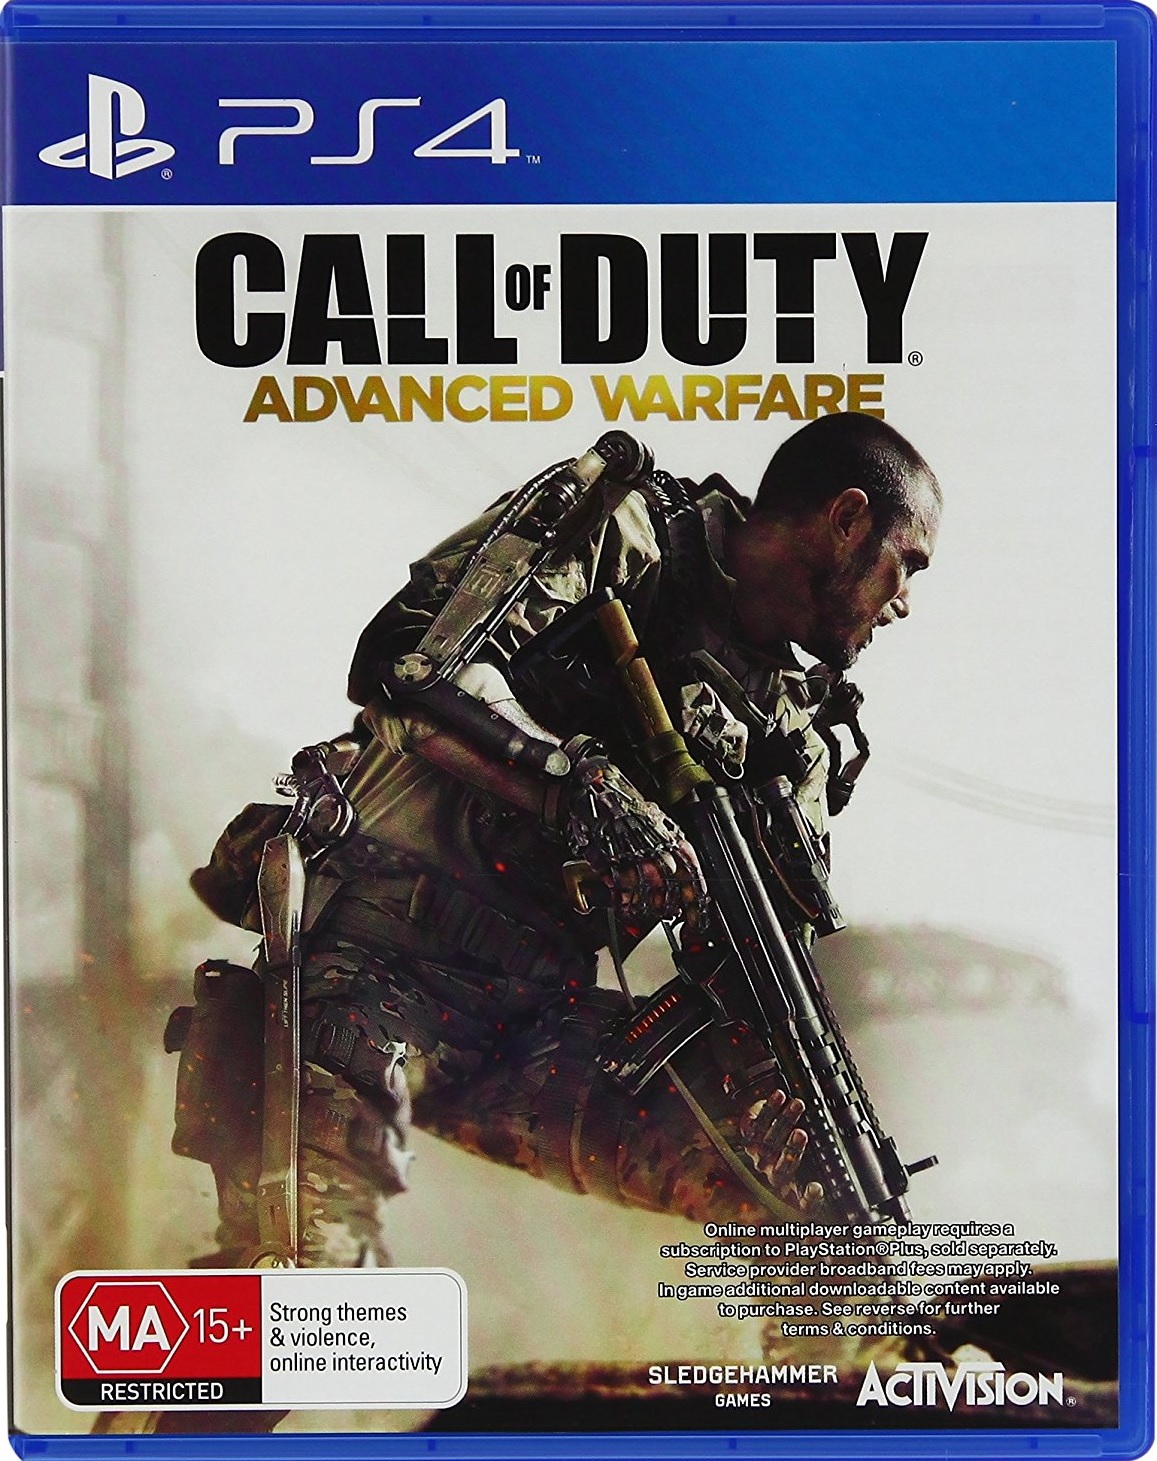 PS4™
CALL OF DUTY®
ADVANCED WARFARE
Online multiplayer gameplay requires a
subscription to PlayStation®Plus, sold separately.
Service provider broadband fees may apply.
In game additional downloadable content available
to purchase. See reverse for further
terms & conditions.
MA 15+
RESTRICTED
Strong themes
& violence,
online interactivity
SLEDGEHAMMER
GAMES
ACTIVISION®